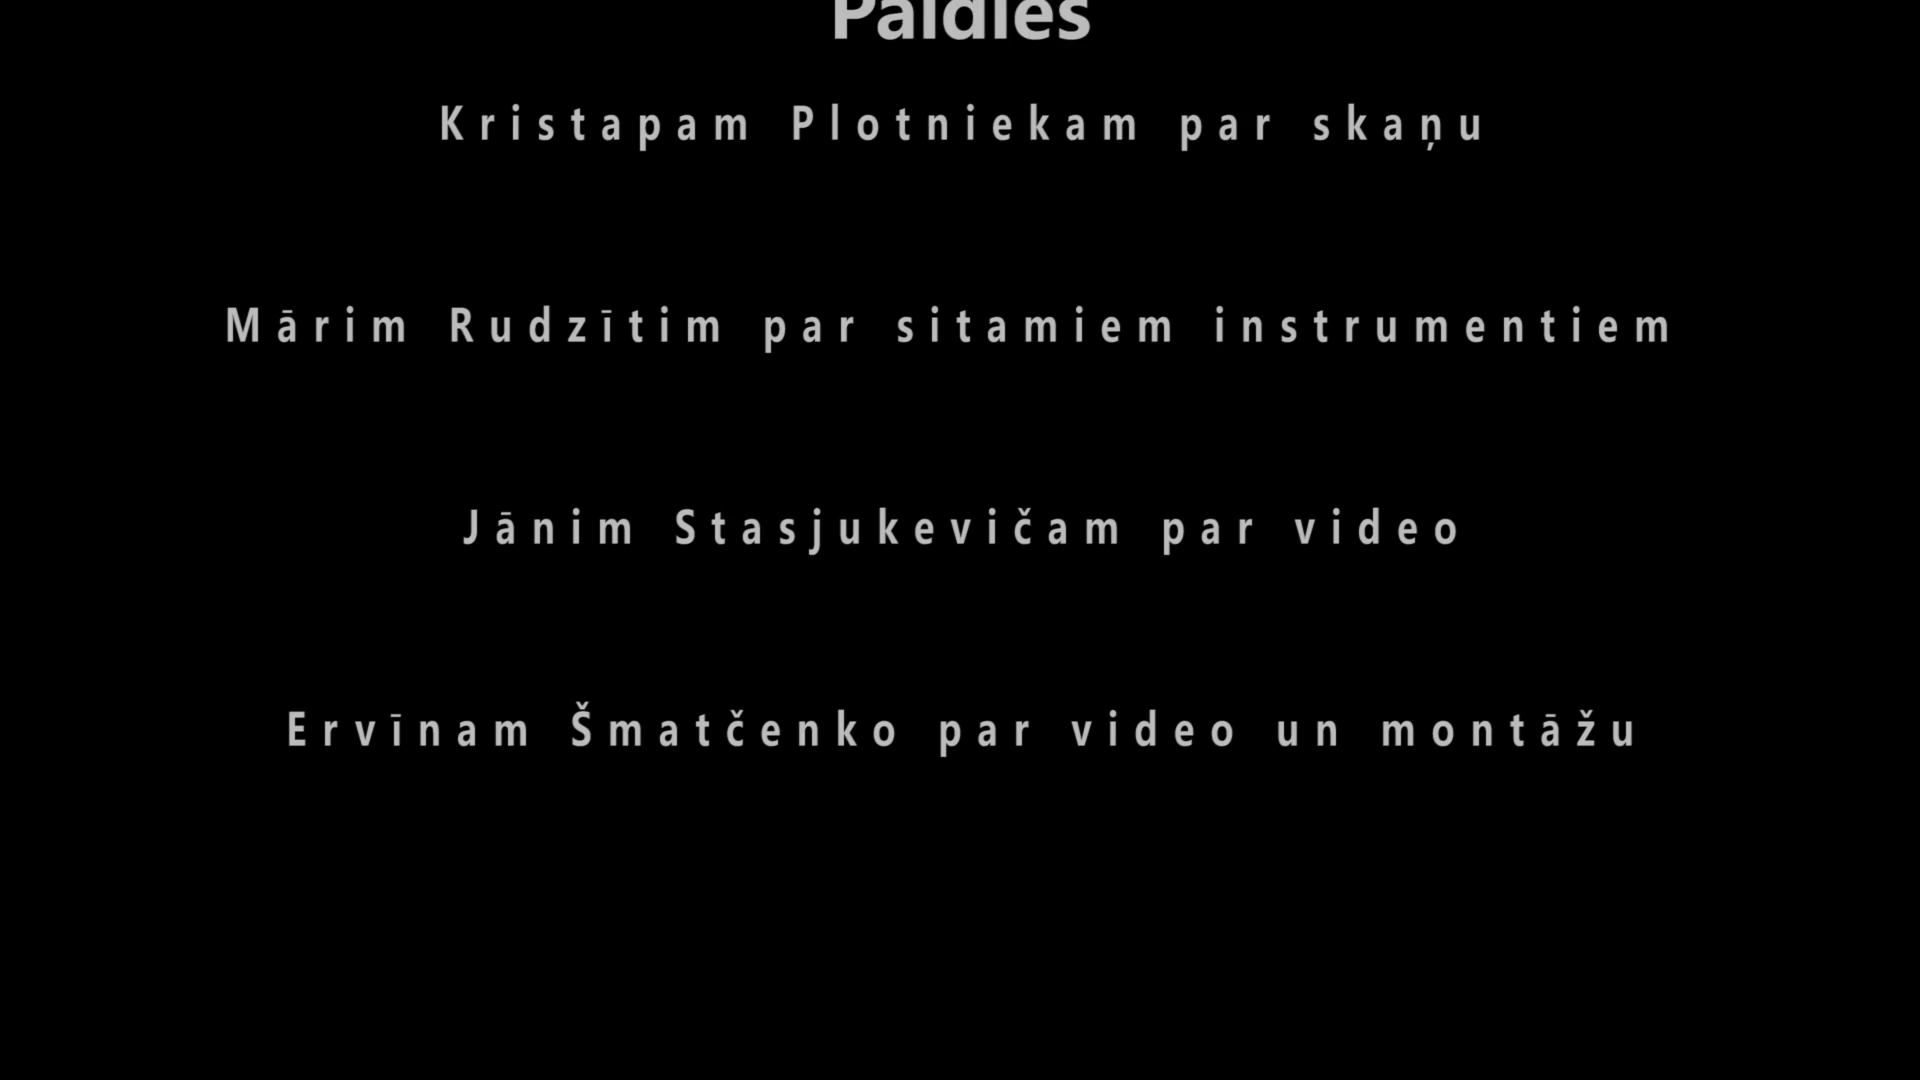 Paldies
Kristapam Plotniekam par skaņu
Mārim Rudzītim par sitamiem instrumentiem
Jānim Stasjukevičam par video
Ervīnam Šmatčenko par video un montāžu